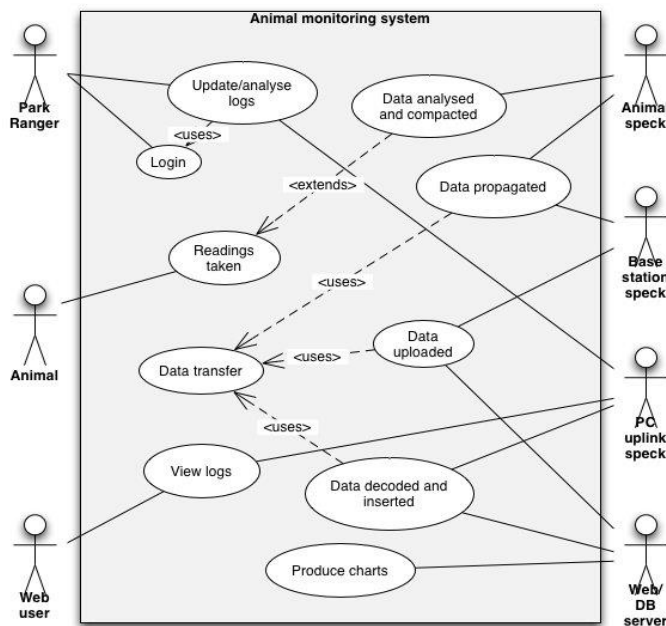 Animal monitoring system
Park
Ranger
Update/analyse
logs
Data analysed
and compacted
Animal
speck
<uses>
Login
<extends>
Data propagated
Readings
taken
Base
station
speck
<uses>
Animal
Data transfer
<uses>
Data
uploaded
PC
uplink
speck
<uses>
View logs
Data decoded and
inserted
Produce charts
Web
user
Web/
DB
server